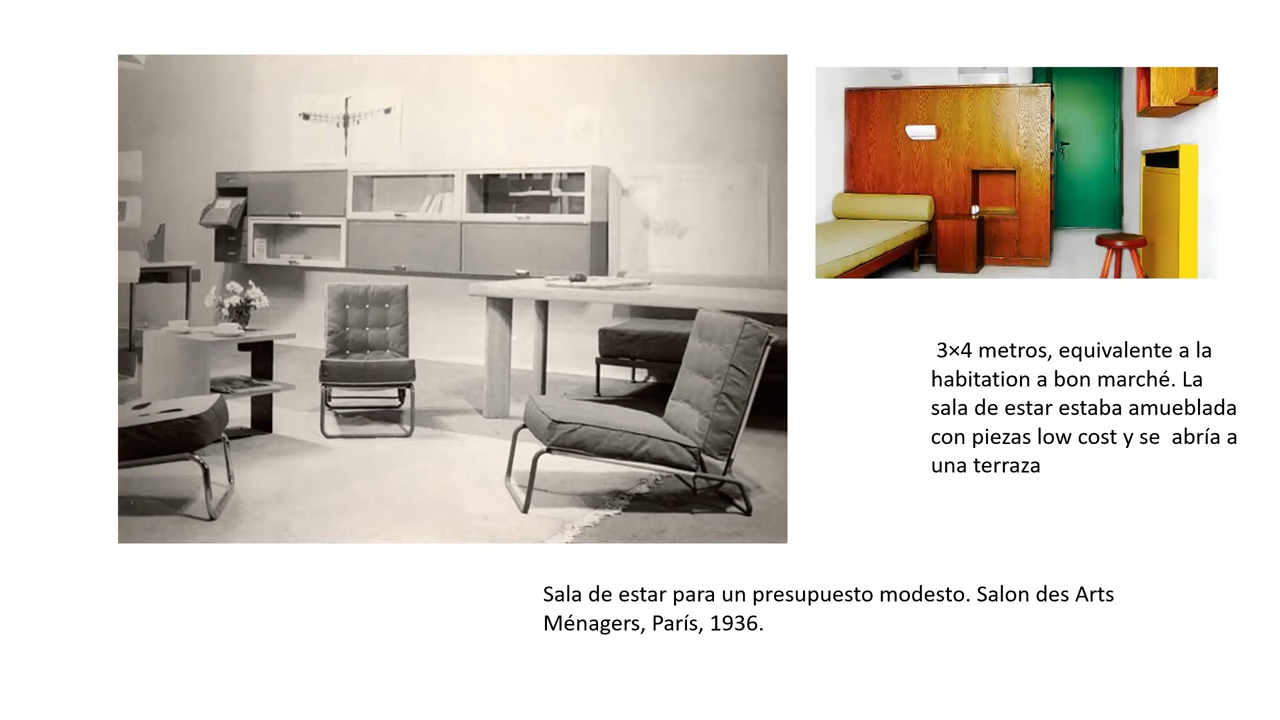 3×4 metros, equivalente a la
habitation a bon marché. La
sala de estar estaba amueblada
con piezas low cost y se  abría a
una terraza
Sala de estar para un presupuesto modesto. Salon des Arts
Ménagers, París, 1936.